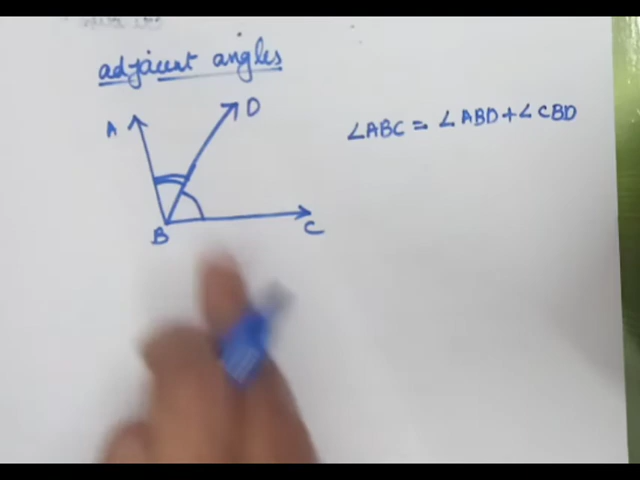 adjacent angles
A
D
∠ABC = ∠ABD + ∠CBD
B
C